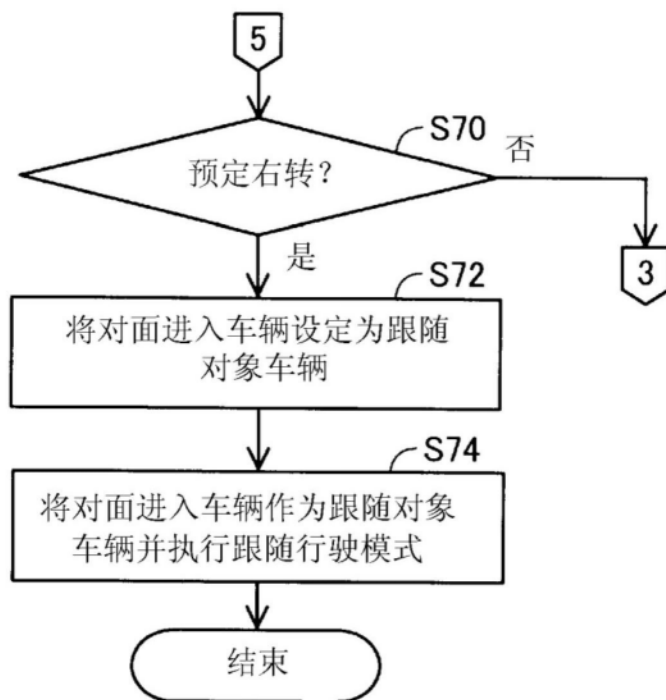 5
S70
预定右转？
否
是
3
S72
将对面进入车辆设定为跟随
对象车辆
S74
将对面进入车辆作为跟随对象
车辆并执行跟随行驶模式
结束